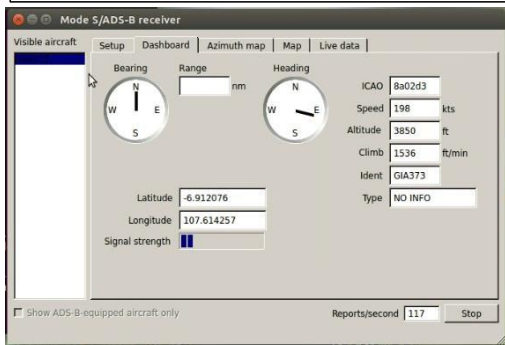 Mode S/ADS-B receiver
Visible aircraft
Setup Dashboard Azimuth map Map Live data
Bearing Range Heading
N
W E
S
nm
N
W E
S
ICAO 8a02d3
Speed 198 kts
Altitude 3850 ft
Climb 1536 ft/min
Ident GIA373
Type NO INFO
Latitude -6.912076
Longitude 107.614257
Signal strength
Show ADS-B-equipped aircraft only
Reports/second 117 Stop